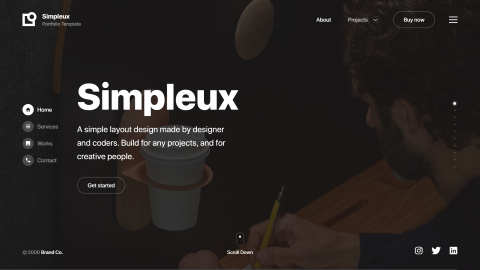 Simpleux
Portfolio Template
About
Projects
Buy now
Simpleux
A simple layout design made by designer
and coders. Build for any projects, and for
creative people.
Get started
Home
Services
Works
Contact
Brand Co.
Scroll Down